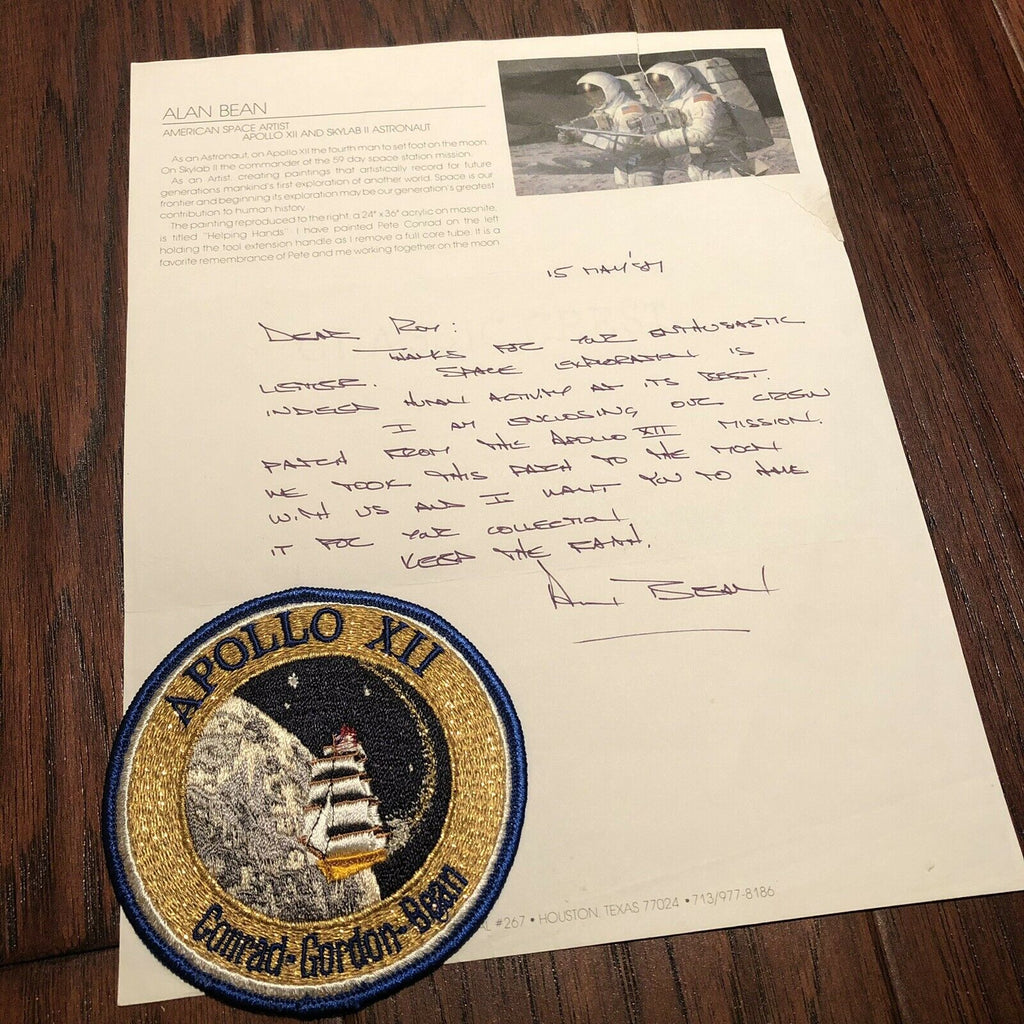 ALAN BEAN
AMERICAN SPACE ARTIST
APOLLO XII AND SKYLAB II ASTRONAUT
As an Astronaut, on Apollo XII the fourth man to set foot on the moon.
On Skylab II the commander of the 59 day space station mission.
As an Artist, creating paintings that artistically record for future
generations mankind's first exploration of another world. Space is our
frontier and beginning its exploration may be our generation's greatest
contribution to human history.
The painting reproduced to the right, a 24" x 36" acrylic on masonite,
is titled "Helping Hands". I have painted Pete Conrad on the left
holding the tool extension handle as I remove a full core tube. It is a
favorite remembrance of Pete and me working together on the moon.
15 MAY '87
DEAR ROY:
THANKS FOR YOUR ENTHUSIASTIC
LETTER. SPACE EXPLORATION IS
INDEED HUMAN ACTIVITY AT ITS BEST.
I AM ENCLOSING OUR CREW
PATCH FROM THE APOLLO XII MISSION.
WE TOOK THIS PATCH TO THE MOON
WITH US AND I WANT YOU TO HAVE
IT FOR YOUR COLLECTION.
KEEP THE FAITH.
ALAN BEAN
APOLLO XII
Conrad-Gordon-Bean
#267 • HOUSTON, TEXAS 77024 • 713/977-8186